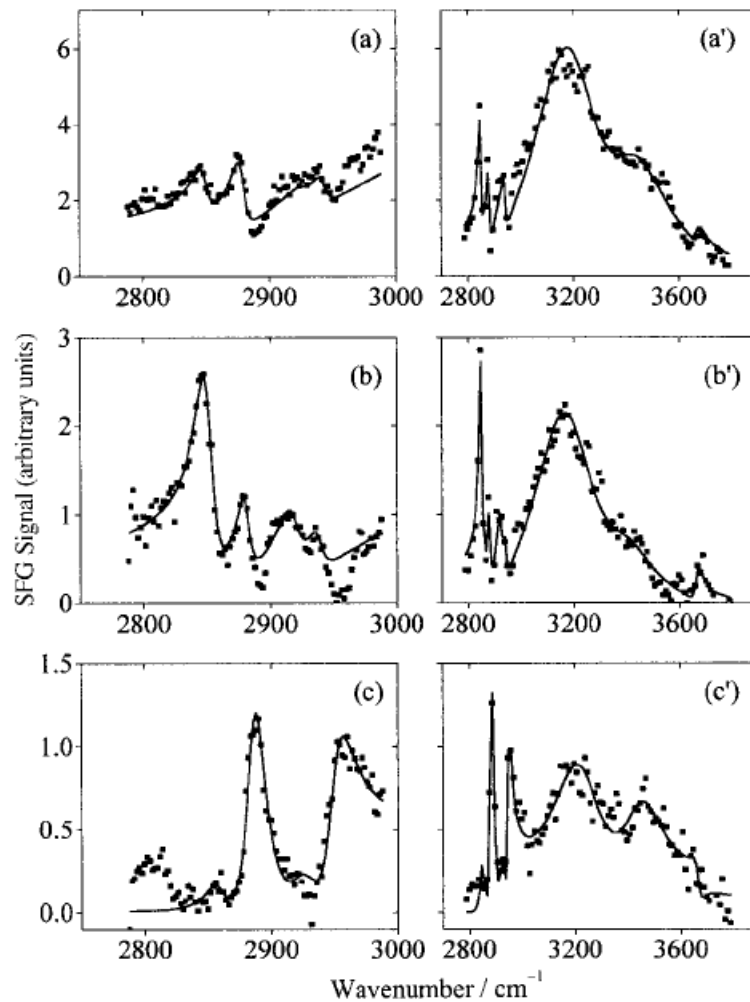 (a)
(a')
6
4
2
0
2800 2900 3000
2800 3200 3600
(b)
(b')
3
2
1
0
2800 2900 3000
2800 3200 3600
(c)
(c')
1.5
1.0
0.5
0.0
2800 2900 3000
2800 3200 3600
SFG Signal (arbitrary units)
Wavenumber / cm⁻¹